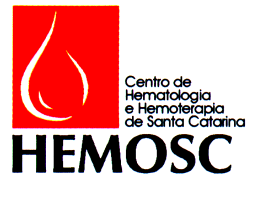 Centro de
Hematologia
e Hemoterapia
de Santa Catarina
HEMOSC